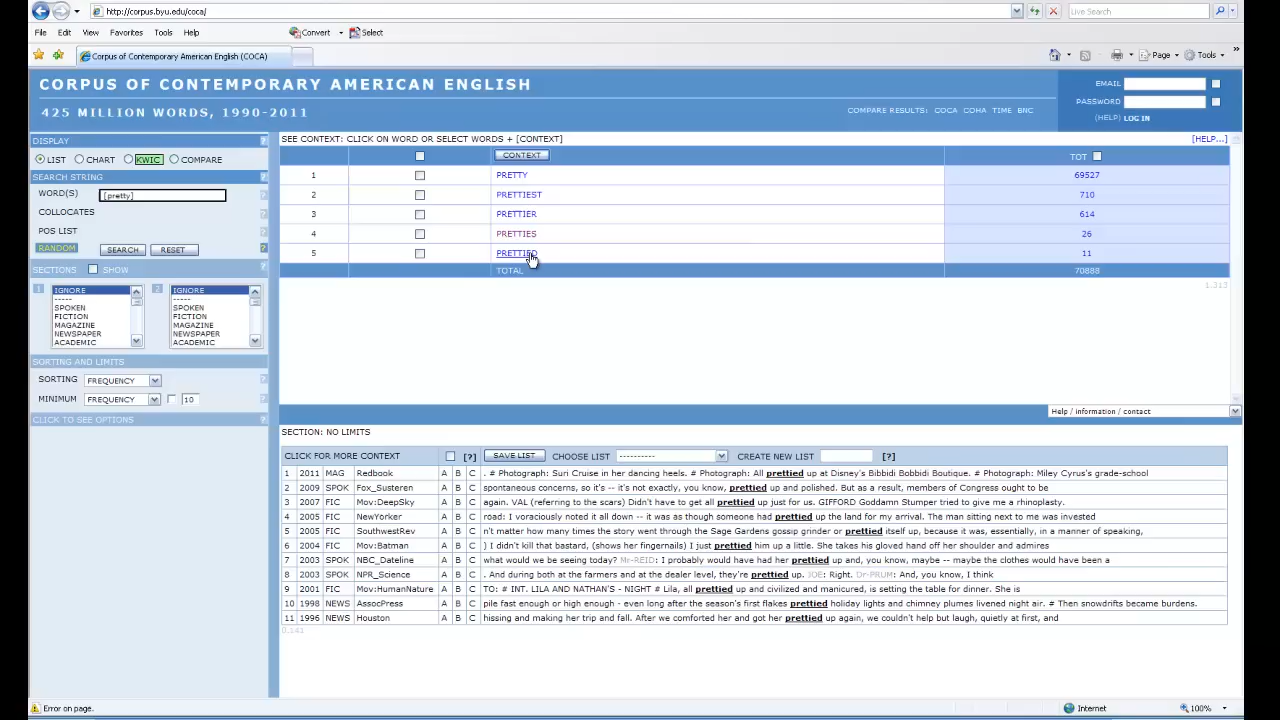 http://corpus.byu.edu/coca/
Live Search
File Edit View Favorites Tools Help
Convert Select
Corpus of Contemporary American English (COCA)
Page Tools
CORPUS OF CONTEMPORARY AMERICAN ENGLISH
425 MILLION WORDS, 1990-2011
COMPARE RESULTS: COCA COHA TIME BNC
EMAIL
PASSWORD
(HELP) LOG IN
DISPLAY ?
LIST CHART KWIC COMPARE ?
SEARCH STRING ?
WORD(S) [pretty] ?
COLLOCATES ?
POS LIST ?
RANDOM SEARCH RESET ?
SECTIONS SHOW ?
1 IGNORE
-----
SPOKEN
FICTION
MAGAZINE
NEWSPAPER
ACADEMIC
2 IGNORE
-----
SPOKEN
FICTION
MAGAZINE
NEWSPAPER
ACADEMIC
SORTING AND LIMITS
SORTING FREQUENCY ?
MINIMUM FREQUENCY 10 ?
CLICK TO SEE OPTIONS ?
SEE CONTEXT: CLICK ON WORD OR SELECT WORDS + [CONTEXT] [HELP...]
CONTEXT TOT
1 PRETTY 69527
2 PRETTIEST 710
3 PRETTIER 614
4 PRETTIES 26
5 PRETTIED 11
TOTAL 70888
1.313
Help / information / contact
SECTION: NO LIMITS
CLICK FOR MORE CONTEXT [?] SAVE LIST CHOOSE LIST ---------- CREATE NEW LIST [?]
1 2011 MAG Redbook A B C . # Photograph: Suri Cruise in her dancing heels. # Photograph: All prettied up at Disney's Bibbidi Bobbidi Boutique. # Photograph: Miley Cyrus's grade-school
2 2009 SPOK Fox_Susteren A B C spontaneous concerns, so it's -- it's not exactly, you know, prettied up and polished. But as a result, members of Congress ought to be
3 2007 FIC Mov:DeepSky A B C again. VAL (referring to the scars) Didn't have to get all prettied up just for us. GIFFORD Goddamn Stumper tried to give me a rhinoplasty.
4 2005 FIC NewYorker A B C road: I voraciously noted it all down -- it was as though someone had prettied up the land for my arrival. The man sitting next to me was invested
5 2005 FIC SouthwestRev A B C n't matter how many times the story went through the Sage Gardens gossip grinder or prettied itself up, because it was, essentially, in a manner of speaking,
6 2004 FIC Mov:Batman A B C ) I didn't kill that bastard, (shows her fingernails) I just prettied him up a little. She takes his gloved hand off her shoulder and admires
7 2003 SPOK NBC_Dateline A B C what would we be seeing today? Mr-REID: I probably would have had her prettied up and, you know, maybe -- maybe the clothes would have been a
8 2003 SPOK NPR_Science A B C . And during both at the farmers and at the dealer level, they're prettied up. JOE: Right. Dr-PRUM: And, you know, I think
9 2001 FIC Mov:HumanNature A B C TO: # INT. LILA AND NATHAN'S - NIGHT # Lila, all prettied up and civilized and manicured, is setting the table for dinner. She is
10 1998 NEWS AssocPress A B C pile fast enough or high enough - even long after the season's first flakes prettied holiday lights and chimney plumes livened night air. # Then snowdrifts became burdens.
11 1996 NEWS Houston A B C hissing and making her trip and fall. After we comforted her and got her prettied up again, we couldn't help but laugh, quietly at first, and
0.141
Error on page. Internet 100%